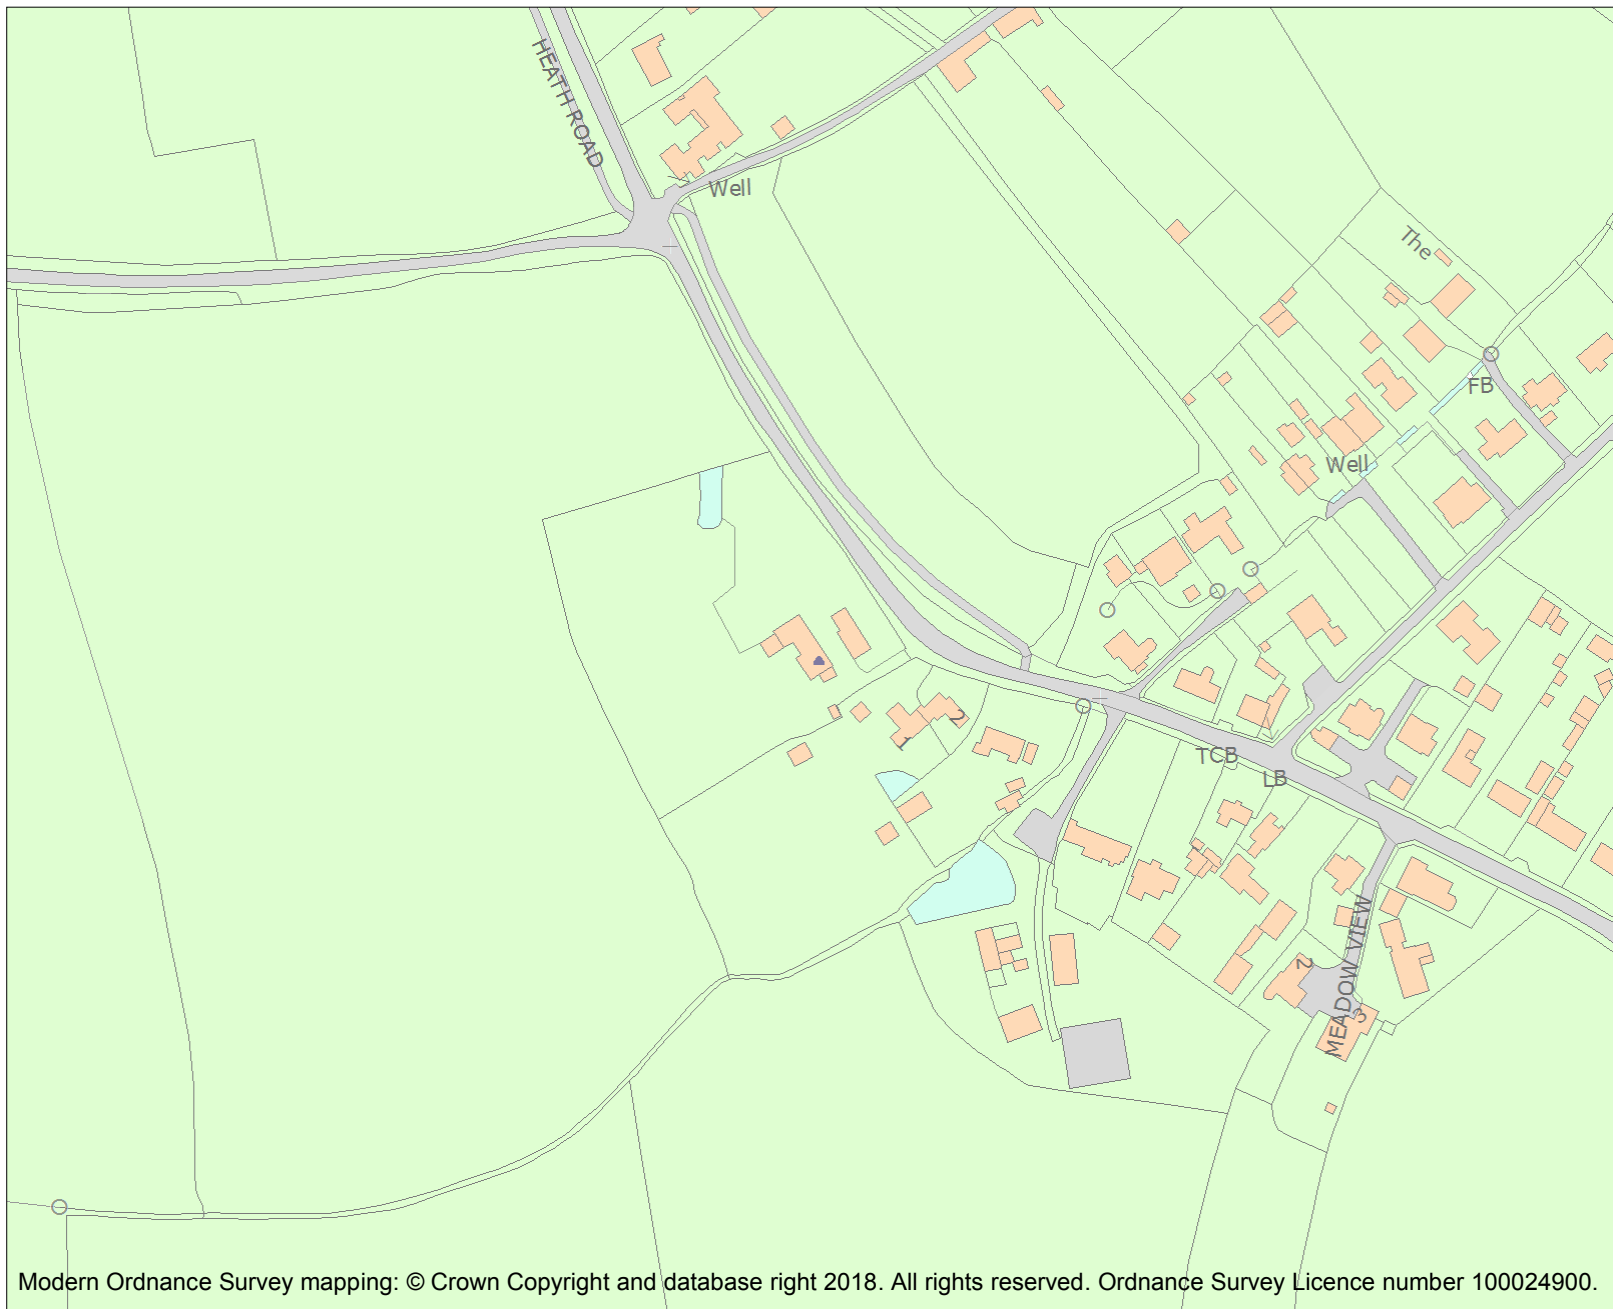 HEATH ROAD
Well
The
FB
Well
2
1
TCB
LB
MEADOW VIEW
2
3
Modern Ordnance Survey mapping: © Crown Copyright and database right 2018. All rights reserved. Ordnance Survey Licence number 100024900.